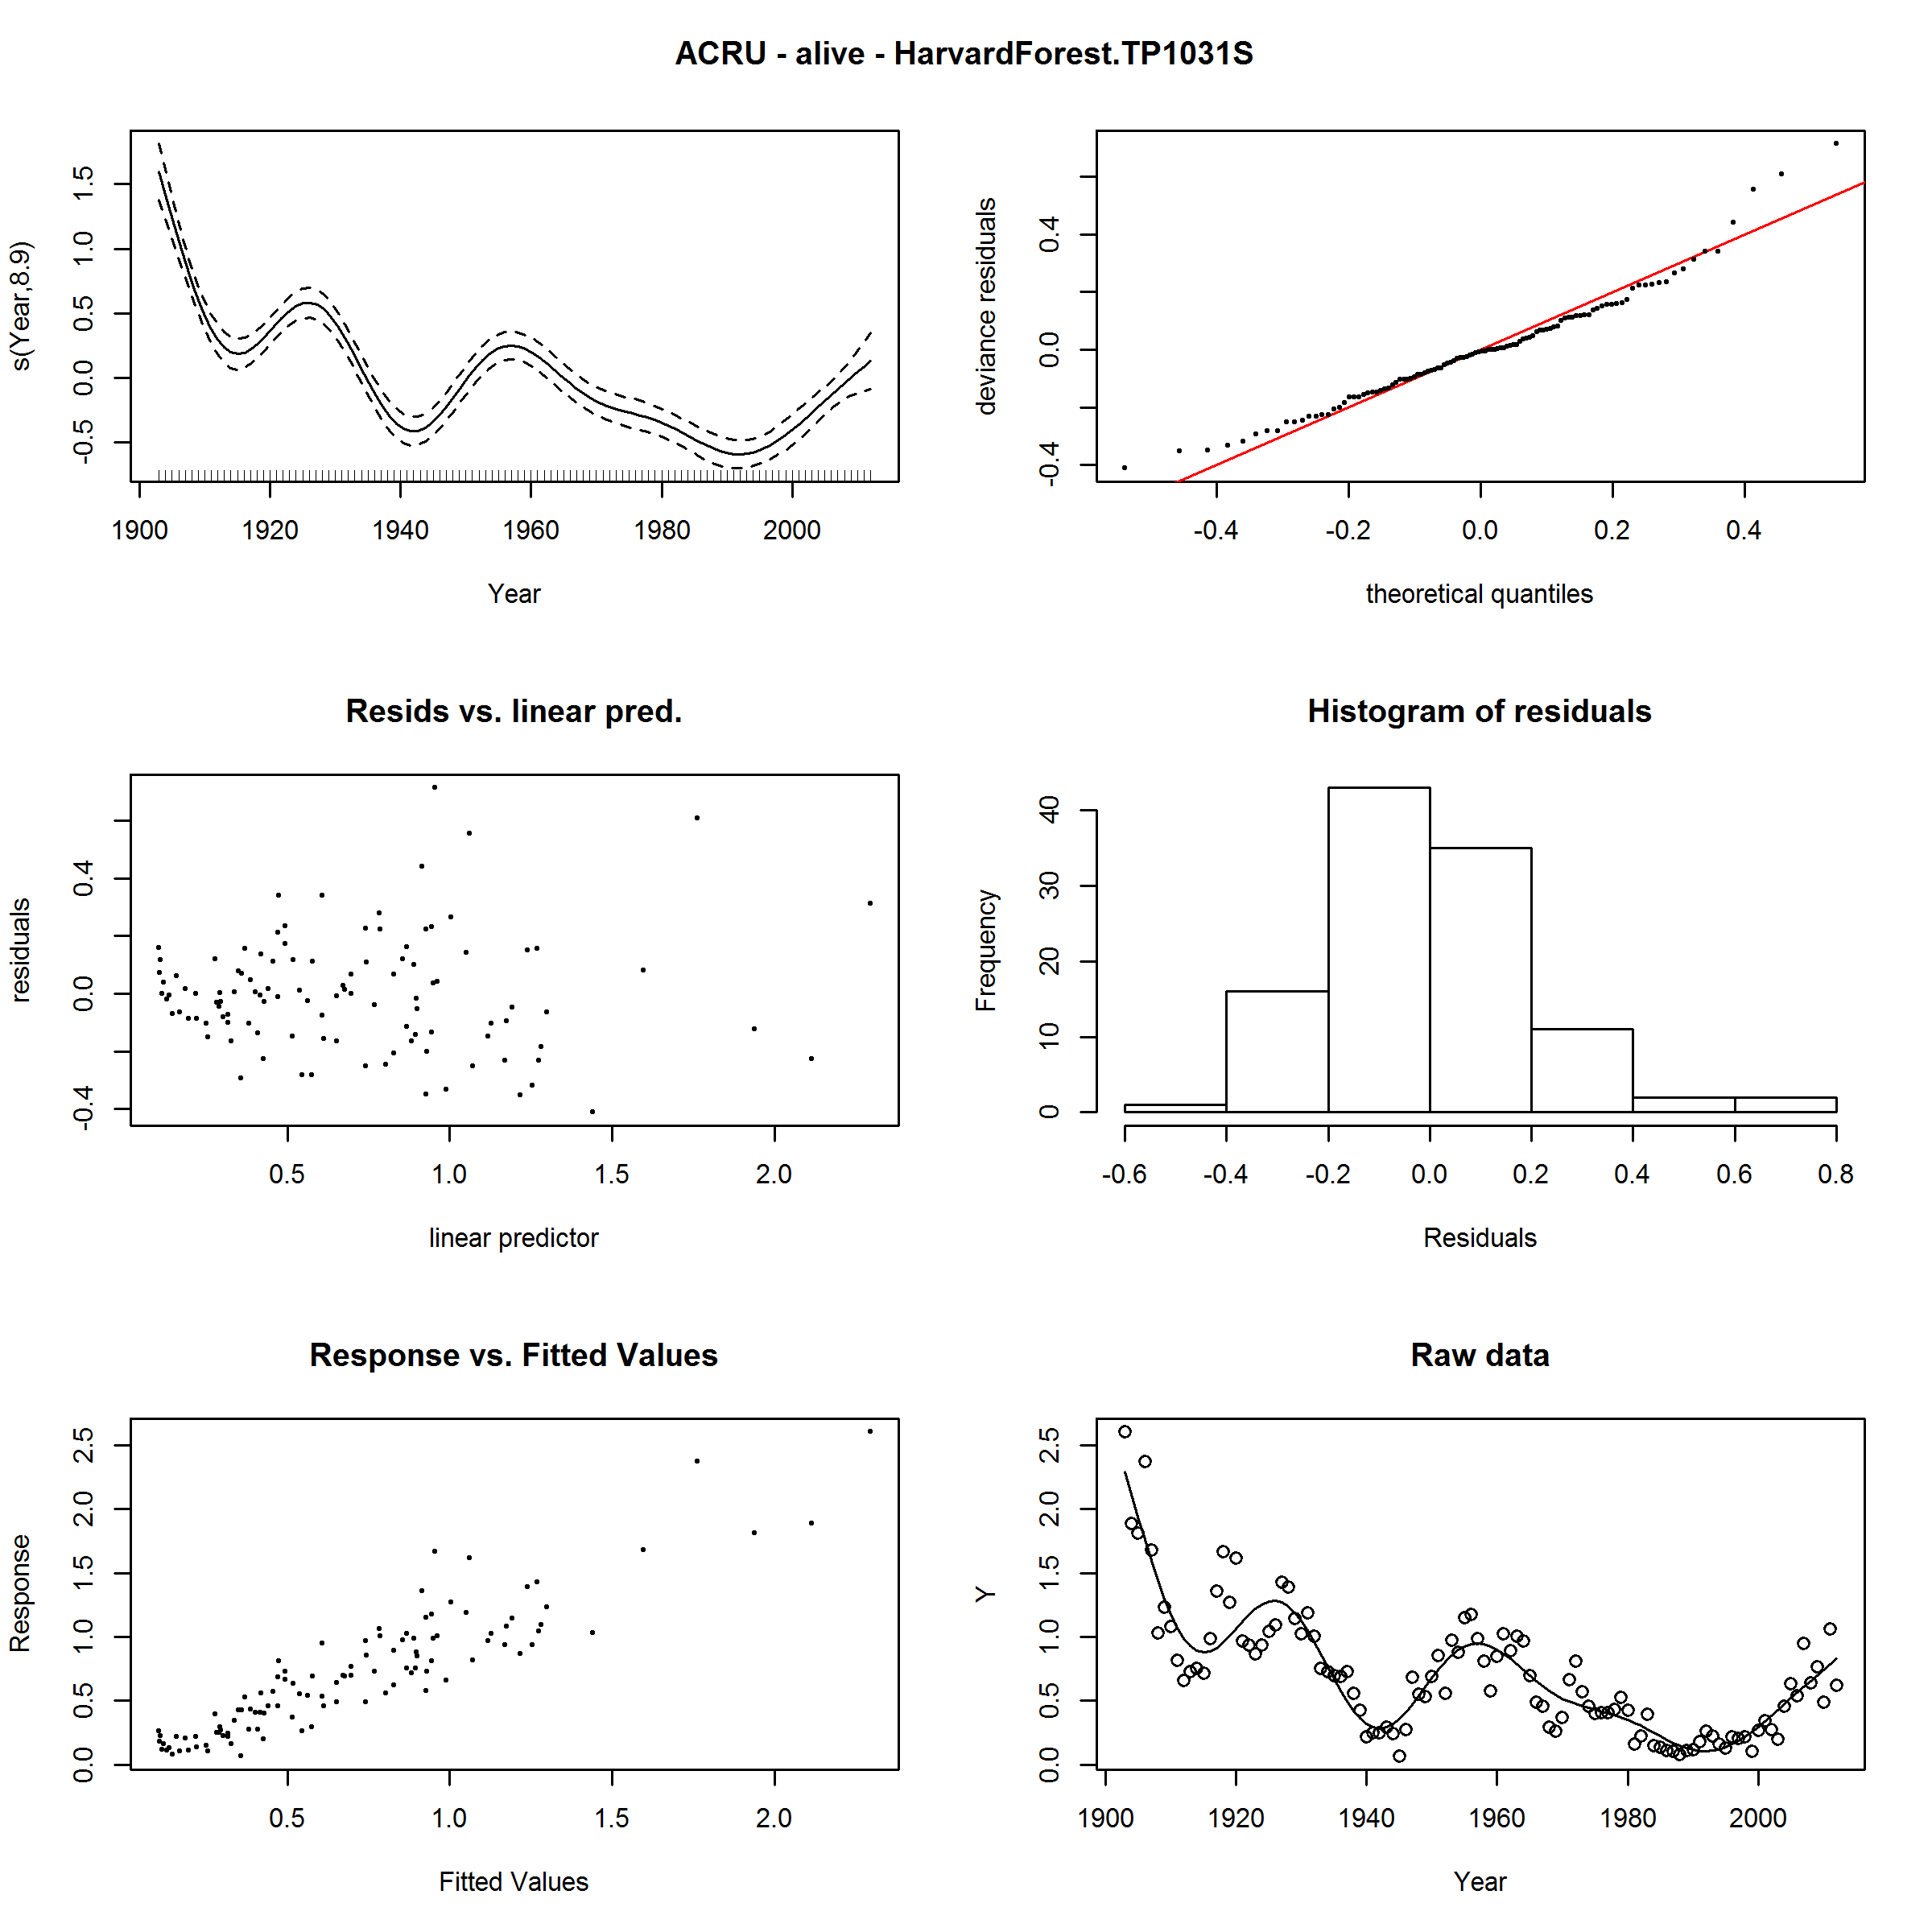 ACRU - alive - HarvardForest.TP1031S
s(Year,8.9)
1.5
1.0
0.5
0.0
-0.5
1900 1920 1940 1960 1980 2000
Year
deviance residuals
0.4
0.0
-0.4
-0.4 -0.2 0.0 0.2 0.4
theoretical quantiles
Resids vs. linear pred.
residuals
0.4
0.0
-0.4
0.5 1.0 1.5 2.0
linear predictor
Histogram of residuals
Frequency
40
30
20
10
0
-0.6 -0.4 -0.2 0.0 0.2 0.4 0.6 0.8
Residuals
Response vs. Fitted Values
Response
2.5
2.0
1.5
1.0
0.5
0.0
0.5 1.0 1.5 2.0
Fitted Values
Raw data
Y
2.5
2.0
1.5
1.0
0.5
0.0
1900 1920 1940 1960 1980 2000
Year